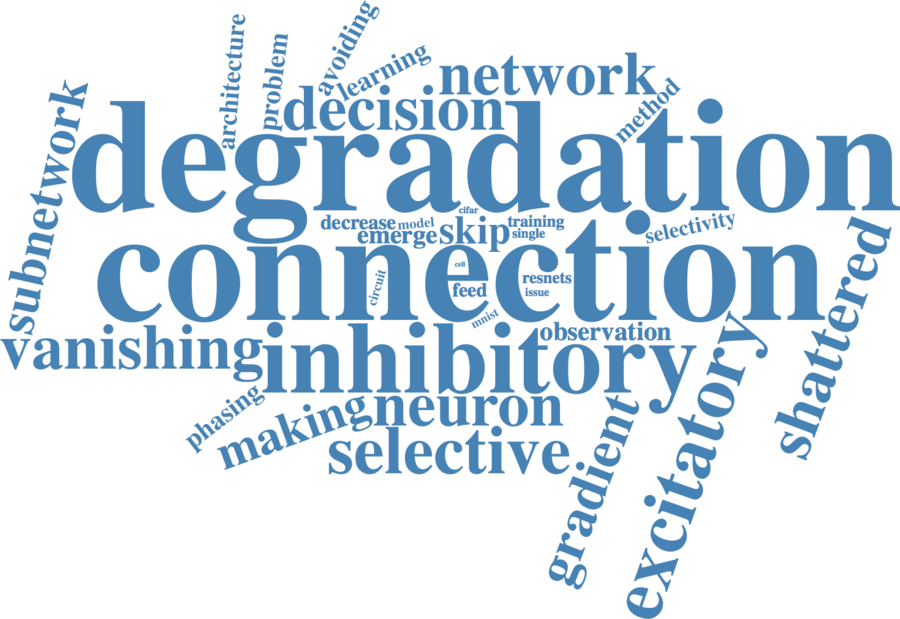 avoiding
architecture
problem
learning
network
subnetwork
decision
method
degradation
cifar
decrease
model
training
selectivity
emerge
skip
single
shattered
connection
cell
circuit
feed
resnets
issue
mnist
observation
vanishing
inhibitory
excitatory
phasing
making
neuron
gradient
selective